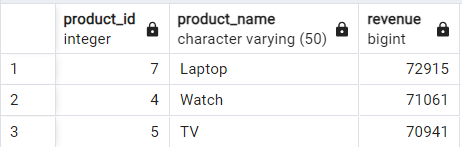 product_id product_name revenue
integer character varying (50) bigint
1 7 Laptop 72915
2 4 Watch 71061
3 5 TV 70941